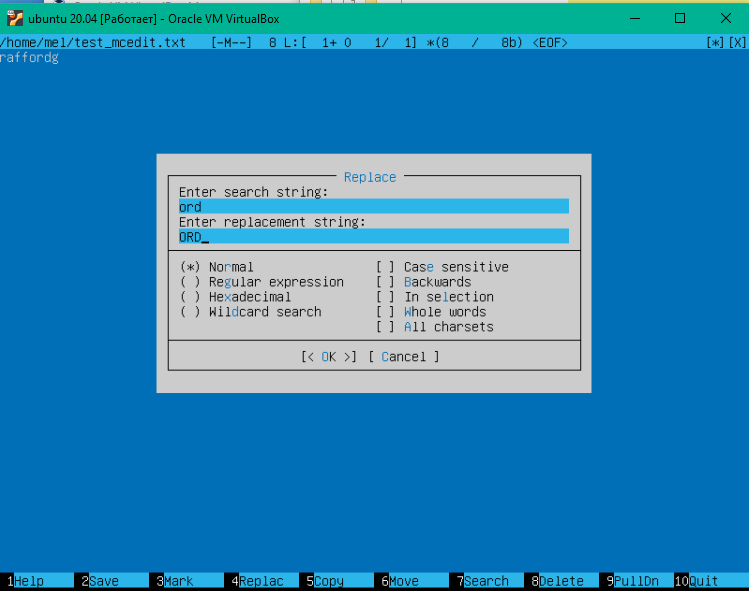 ubuntu 20.04 [Работает] - Oracle VM VirtualBox
/home/mel/test_mcedit.txt [-M--] 8 L:[ 1+ 0 1/ 1] *(8 / 8b) <EOF> [*][X]
raffordg
Replace
Enter search string:
ord
Enter replacement string:
ORD_
(*) Normal [ ] Case sensitive
( ) Regular expression [ ] Backwards
( ) Hexadecimal [ ] In selection
( ) Wildcard search [ ] Whole words
[ ] All charsets
[< OK >] [ Cancel ]
1Help 2Save 3Mark 4Replac 5Copy 6Move 7Search 8Delete 9PullDn 10Quit